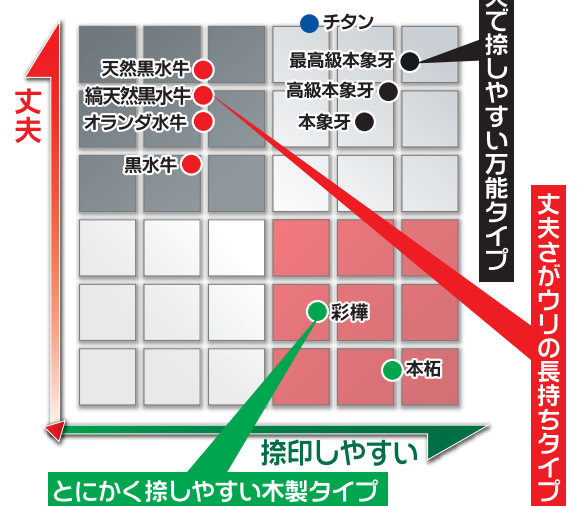 チタン
天然黒水牛
最高級本象牙
縞天然黒水牛
高級本象牙
オランダ水牛
本象牙
黒水牛
丈夫
で捺しやすい万能タイプ
丈夫さがウリの長持ちタイプ
彩樺
本柘
捺印しやすい
とにかく捺しやすい木製タイプ